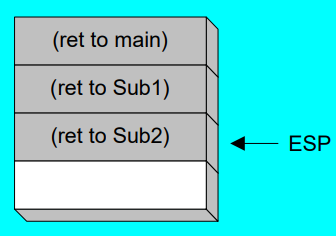 (ret to main)
(ret to Sub1)
(ret to Sub2)
ESP